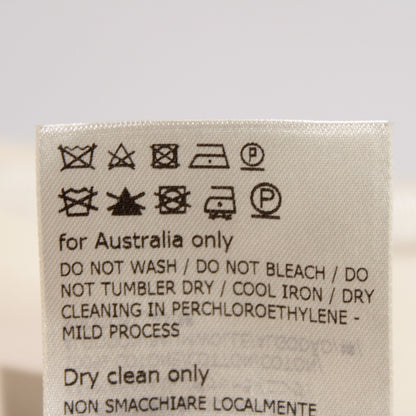 P
P
for Australia only
DO NOT WASH / DO NOT BLEACH / DO
NOT TUMBLER DRY / COOL IRON / DRY
CLEANING IN PERCHLOROETHYLENE -
MILD PROCESS
Dry clean only
NON SMACCHIARE LOCALMENTE